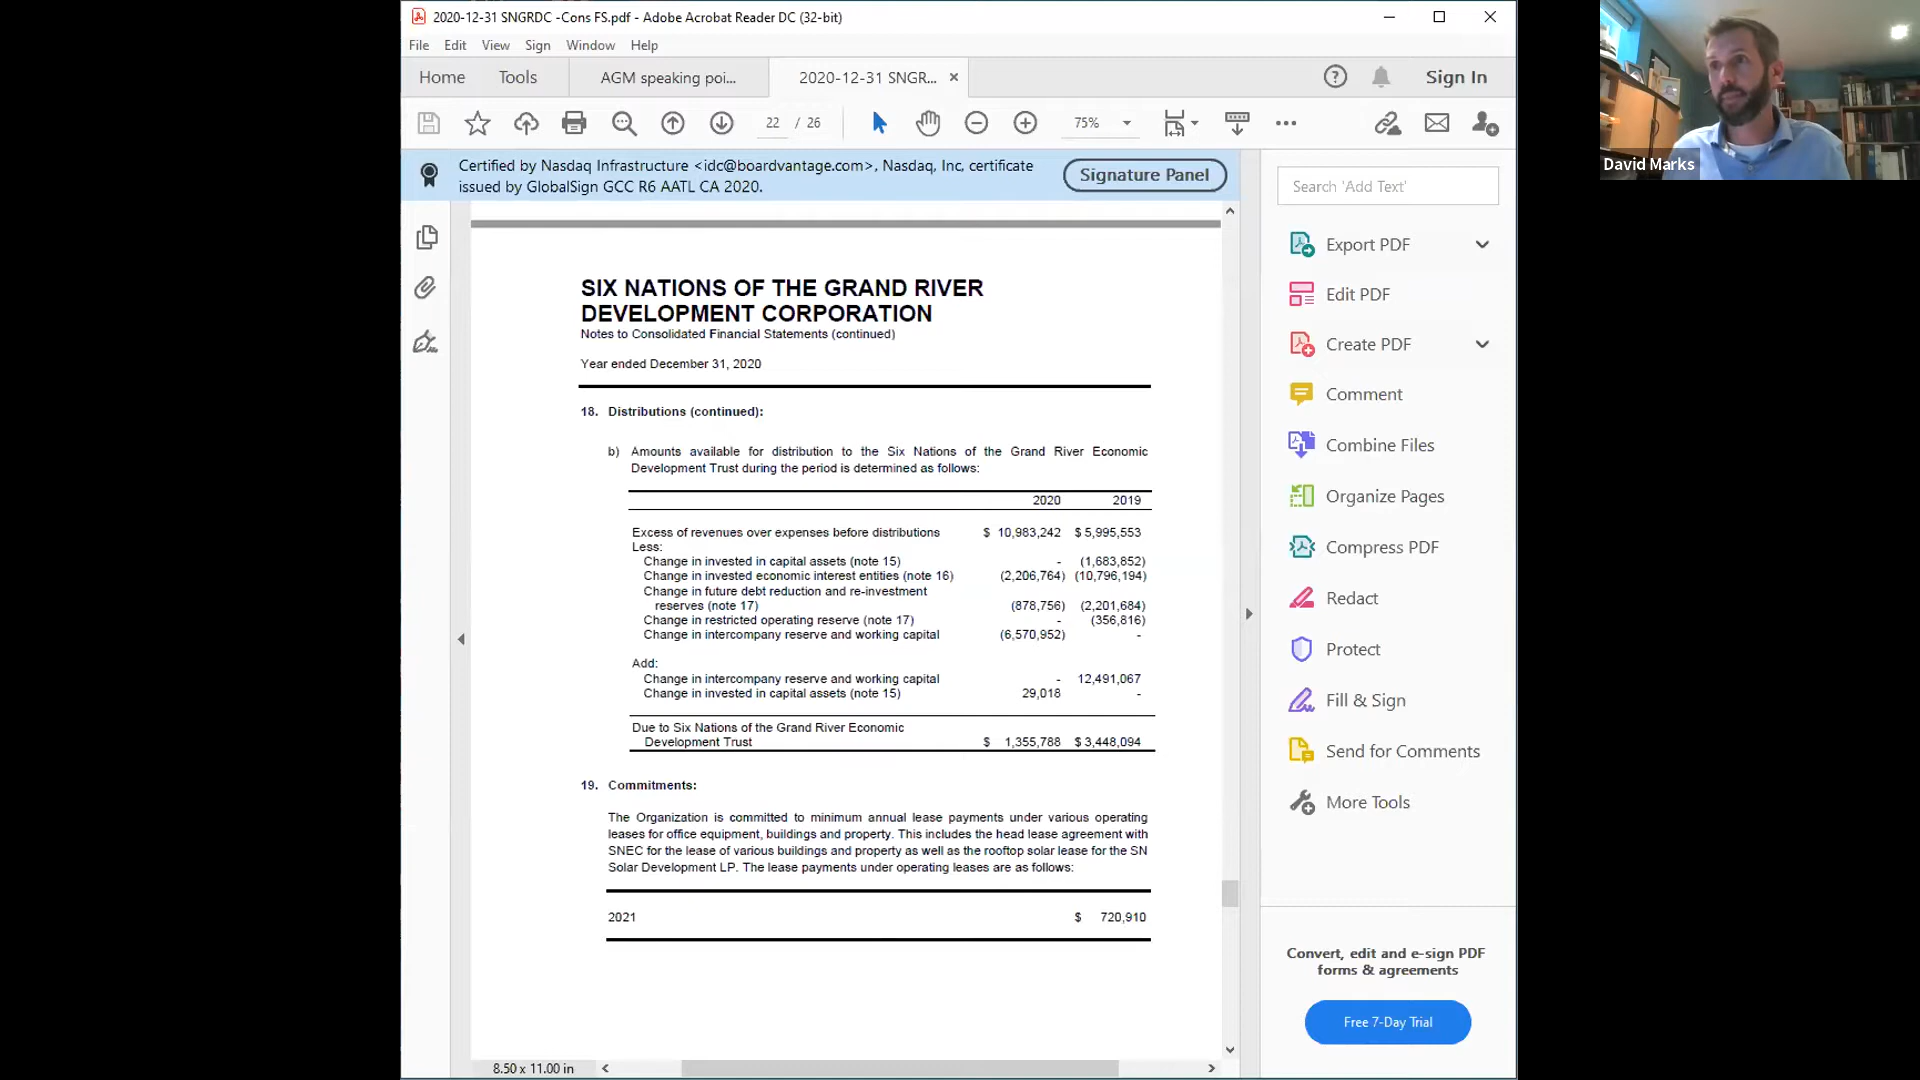 2020-12-31 SNGRDC -Cons FS.pdf - Adobe Acrobat Reader DC (32-bit)
File Edit View Sign Window Help
Home Tools AGM speaking poi... 2020-12-31 SNGR... Sign In
22 / 26 75%
Certified by Nasdaq Infrastructure <idc@boardvantage.com>, Nasdaq, Inc, certificate
issued by GlobalSign GCC R6 AATL CA 2020.
Signature Panel
SIX NATIONS OF THE GRAND RIVER
DEVELOPMENT CORPORATION
Notes to Consolidated Financial Statements (continued)
Year ended December 31, 2020
18. Distributions (continued):
b) Amounts available for distribution to the Six Nations of the Grand River Economic
Development Trust during the period is determined as follows:
2020 2019
Excess of revenues over expenses before distributions $ 10,983,242 $ 5,995,553
Less:
Change in invested in capital assets (note 15) - (1,683,852)
Change in invested economic interest entities (note 16) (2,206,764) (10,796,194)
Change in future debt reduction and re-investment
reserves (note 17) (878,756) (2,201,684)
Change in restricted operating reserve (note 17) - (356,816)
Change in intercompany reserve and working capital (6,570,952) -
Add:
Change in intercompany reserve and working capital - 12,491,067
Change in invested in capital assets (note 15) 29,018 -
Due to Six Nations of the Grand River Economic
Development Trust $ 1,355,788 $ 3,448,094
19. Commitments:
The Organization is committed to minimum annual lease payments under various operating
leases for office equipment, buildings and property. This includes the head lease agreement with
SNEC for the lease of various buildings and property as well as the rooftop solar lease for the SN
Solar Development LP. The lease payments under operating leases are as follows:
2021 $ 720,910
8.50 x 11.00 in
Search 'Add Text'
Export PDF
Edit PDF
Create PDF
Comment
Combine Files
Organize Pages
Compress PDF
Redact
Protect
Fill & Sign
Send for Comments
More Tools
Convert, edit and e-sign PDF
forms & agreements
Free 7-Day Trial
David Marks